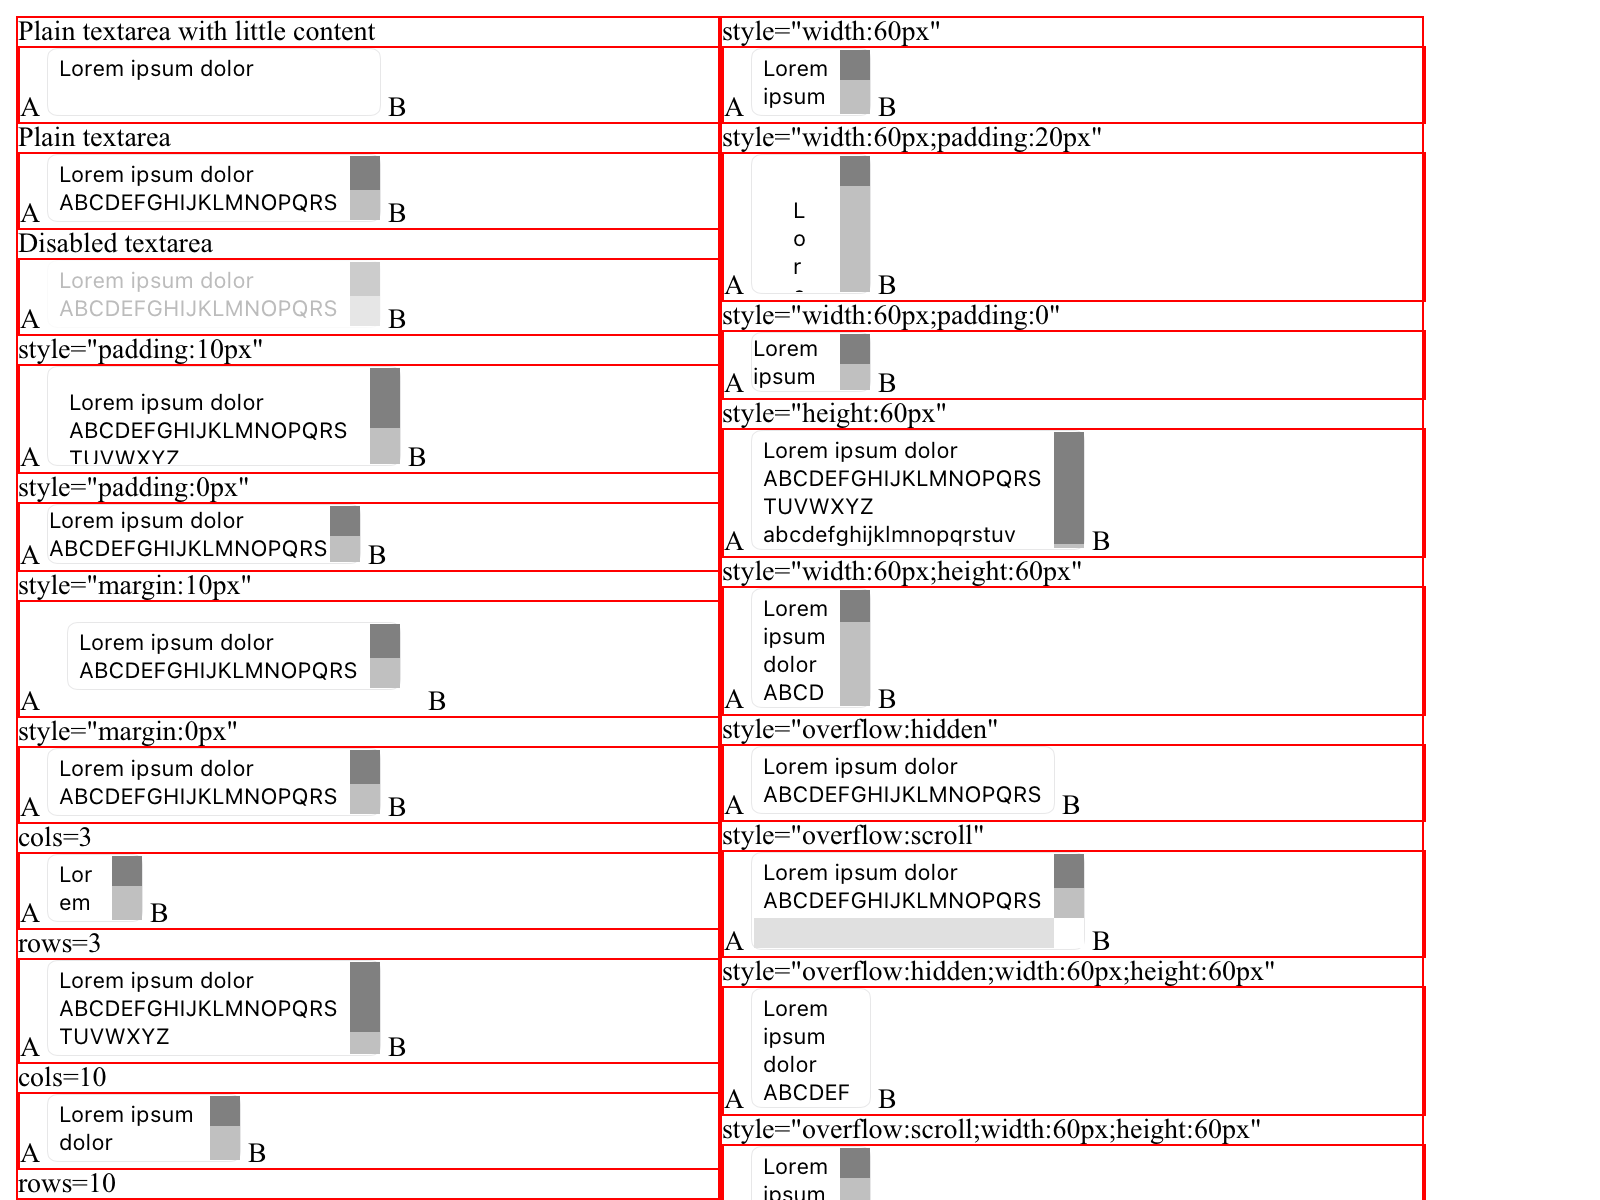 Plain textarea with little content
Lorem ipsum dolor
A B
Plain textarea
Lorem ipsum dolor
ABCDEFGHIJKLMNOPQRS
A B
Disabled textarea
Lorem ipsum dolor
ABCDEFGHIJKLMNOPQRS
A B
style="padding:10px"
Lorem ipsum dolor
ABCDEFGHIJKLMNOPQRS
TUVWXYZ
A B
style="padding:0px"
Lorem ipsum dolor
ABCDEFGHIJKLMNOPQRS
A B
style="margin:10px"
Lorem ipsum dolor
ABCDEFGHIJKLMNOPQRS
A B
style="margin:0px"
Lorem ipsum dolor
ABCDEFGHIJKLMNOPQRS
A B
cols=3
Lor
em
A B
rows=3
Lorem ipsum dolor
ABCDEFGHIJKLMNOPQRS
TUVWXYZ
A B
cols=10
Lorem ipsum
dolor
A B
rows=10
style="width:60px"
Lorem
ipsum
A B
style="width:60px;padding:20px"
L
o
r
A B
style="width:60px;padding:0"
Lorem
ipsum
A B
style="height:60px"
Lorem ipsum dolor
ABCDEFGHIJKLMNOPQRS
TUVWXYZ
abcdefghijklmnopqrstuv
A B
style="width:60px;height:60px"
Lorem
ipsum
dolor
ABCD
A B
style="overflow:hidden"
Lorem ipsum dolor
ABCDEFGHIJKLMNOPQRS
A B
style="overflow:scroll"
Lorem ipsum dolor
ABCDEFGHIJKLMNOPQRS
A B
style="overflow:hidden;width:60px;height:60px"
Lorem
ipsum
dolor
ABCDEF
A B
style="overflow:scroll;width:60px;height:60px"
Lorem
ipsum